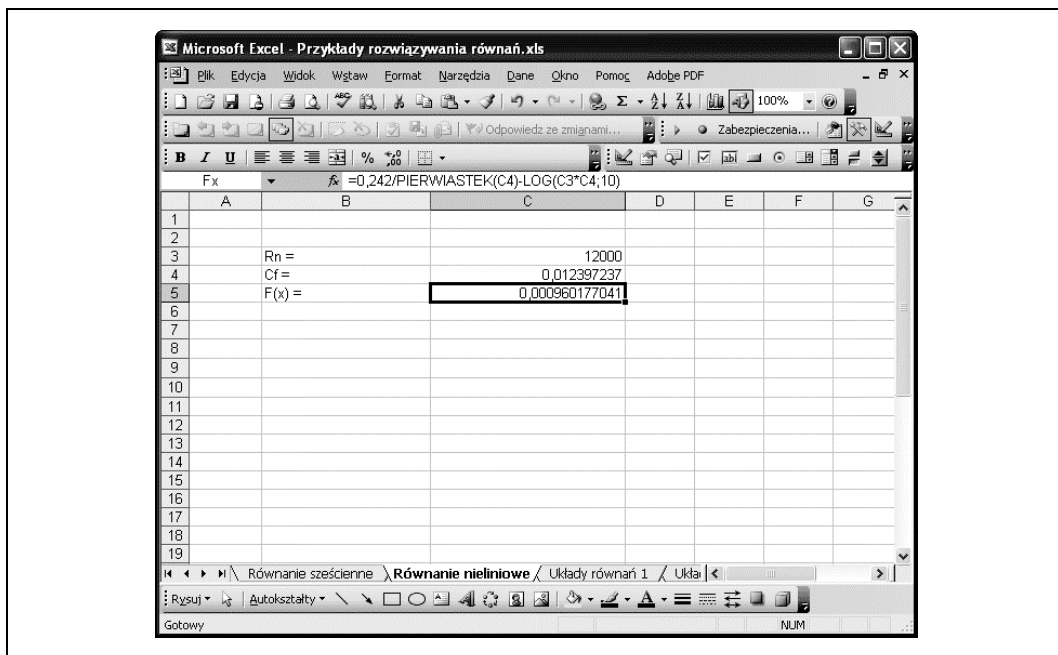 Microsoft Excel - Przykłady rozwiązywania równań.xls
Plik Edycja Widok Wstaw Format Narzędzia Dane Okno Pomoc Adobe PDF
100%
Odpowiedz ze zmianami... Zabezpieczenia...
B I U % 
Fx fx =0,242/PIERWIASTEK(C4)-LOG(C3*C4;10)
A B C D E F G
1
2
3 Rn = 12000
4 Cf = 0,012397237
5 F(x) = 0,000960177041
6
7
8
9
10
11
12
13
14
15
16
17
18
19
Równanie sześcienne Równanie nieliniowe Układy równań 1 Ukła
Rysuj Autokształty
Gotowy NUM